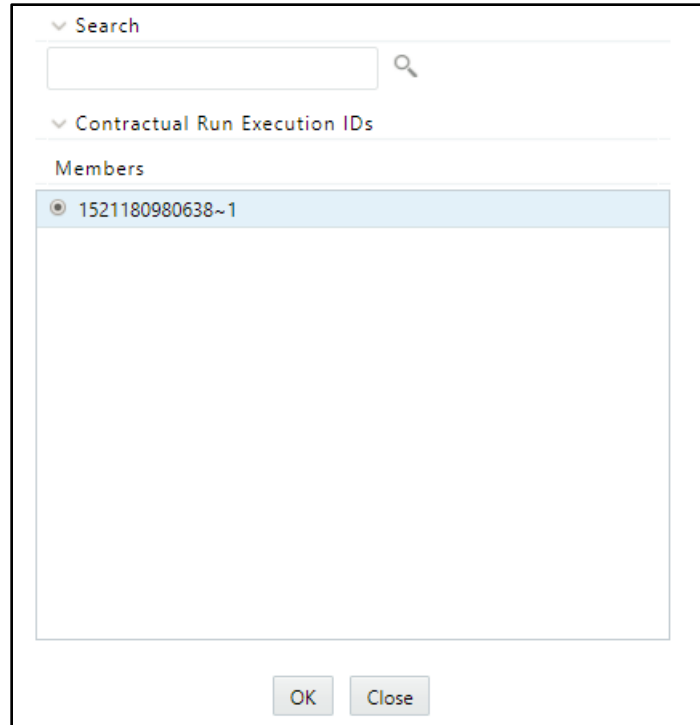 Search
Contractual Run Execution IDs
Members
1521180980638~1
OK
Close